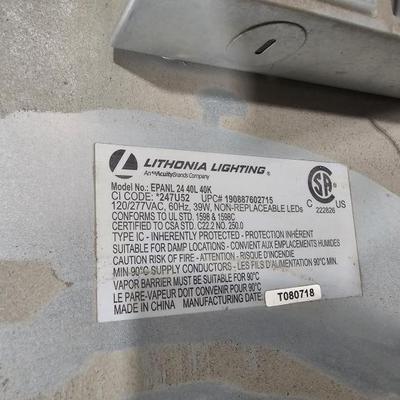 LITHONIA LIGHTING®
An AcuityBrands Company
Model No.: EPANL 24 40L 40K
CI CODE: *247U52 UPC# 190887602715
120/277VAC, 60Hz, 39W, NON-REPLACEABLE LEDs
CONFORMS TO UL STD. 1598 & 1598C
CERTIFIED TO CSA STD. C22.2 NO. 250.0
TYPE IC - INHERENTLY PROTECTED - PROTECTION INHÉRENT
SUITABLE FOR DAMP LOCATIONS - CONVIENT AUX EMPLACEMENTS HUMIDES
CAUTION RISK OF FIRE - ATTENTION - RISQUE D'INCENDIE
MIN 90°C SUPPLY CONDUCTORS - LES FILS D'ALIMENTATION 90°C MIN.
VAPOR BARRIER MUST BE SUITABLE FOR 90°C
LE PARE-VAPEUR DOIT CONVENIR POUR 90°C
MADE IN CHINA MANUFACTURING DATE: T080718
SA
C US
222826